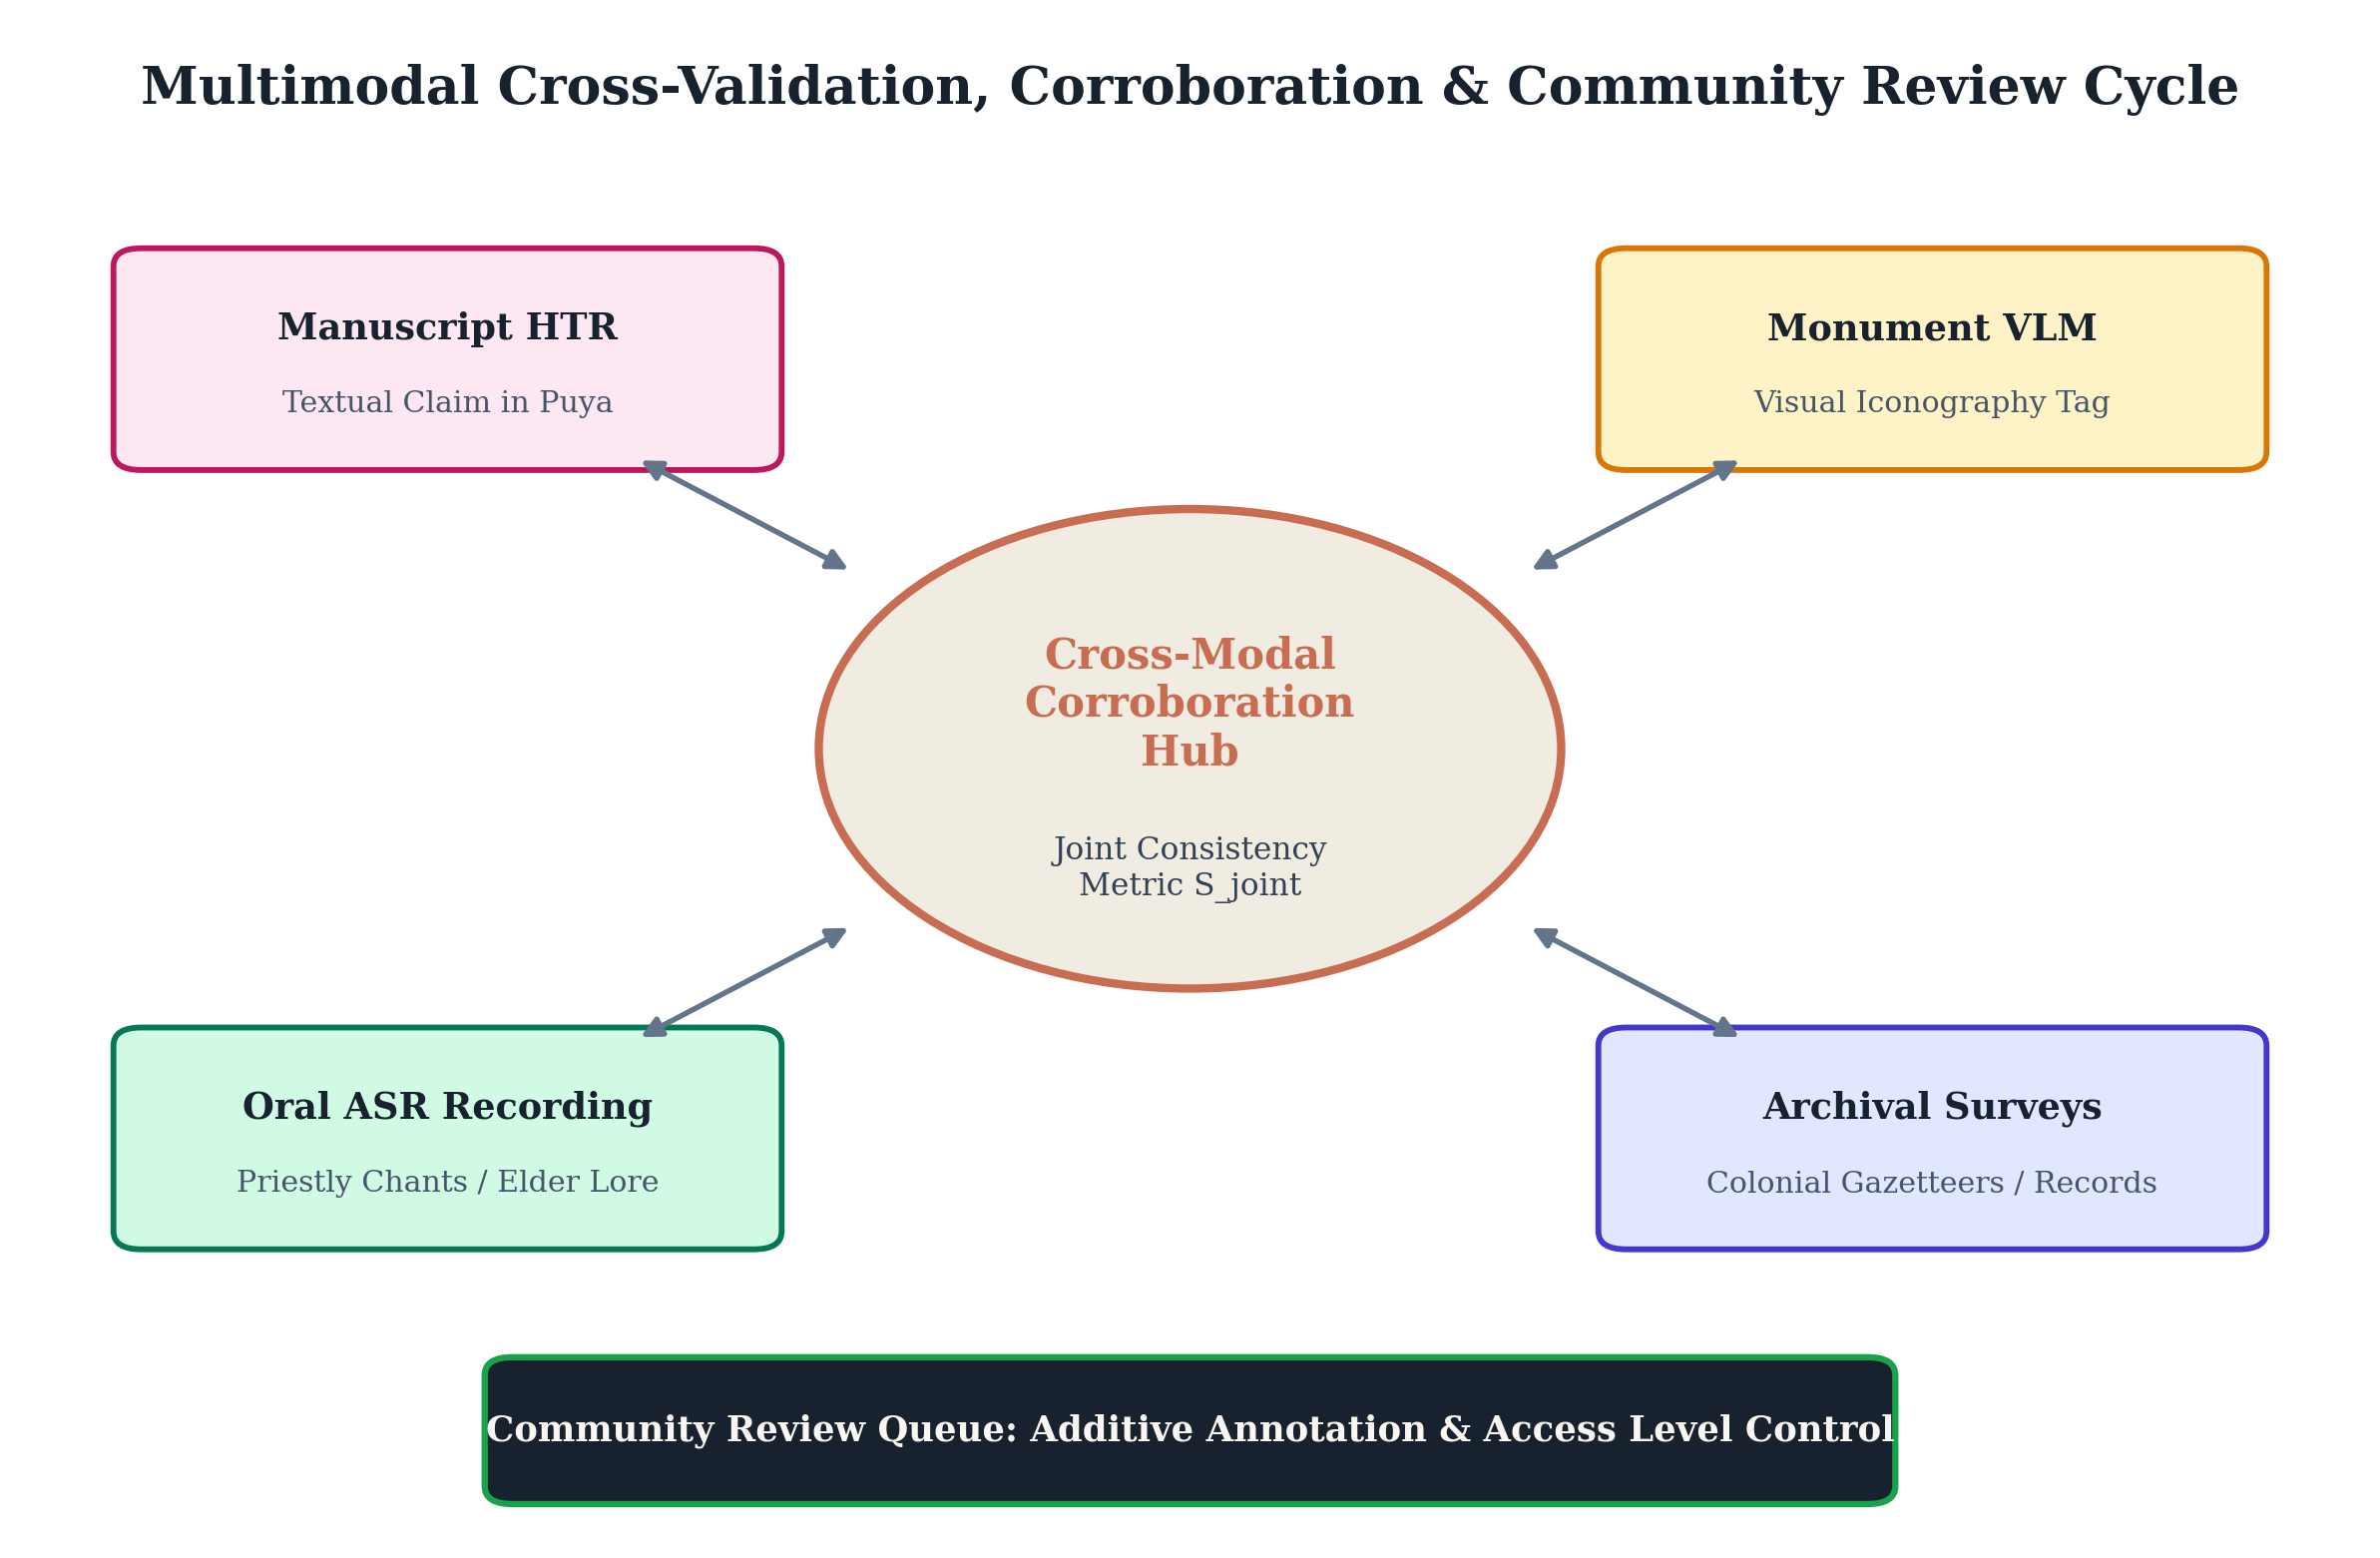 Multimodal Cross-Validation, Corroboration & Community Review Cycle
Manuscript HTR
Textual Claim in Puya
Monument VLM
Visual Iconography Tag
Cross-Modal
Corroboration
Hub
Joint Consistency
Metric S_joint
Oral ASR Recording
Priestly Chants / Elder Lore
Archival Surveys
Colonial Gazetteers / Records
Community Review Queue: Additive Annotation & Access Level Control